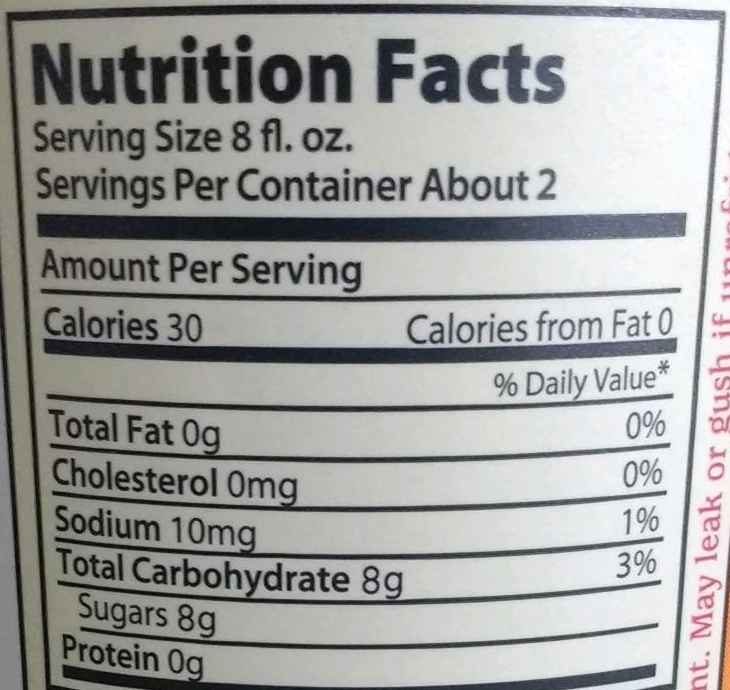 Nutrition Facts
Serving Size 8 fl. oz.
Servings Per Container About 2
Amount Per Serving
Calories 30 Calories from Fat 0
% Daily Value*
Total Fat 0g 0%
Cholesterol 0mg 0%
Sodium 10mg 1%
Total Carbohydrate 8g 3%
Sugars 8g
Protein 0g
May leak or gush if